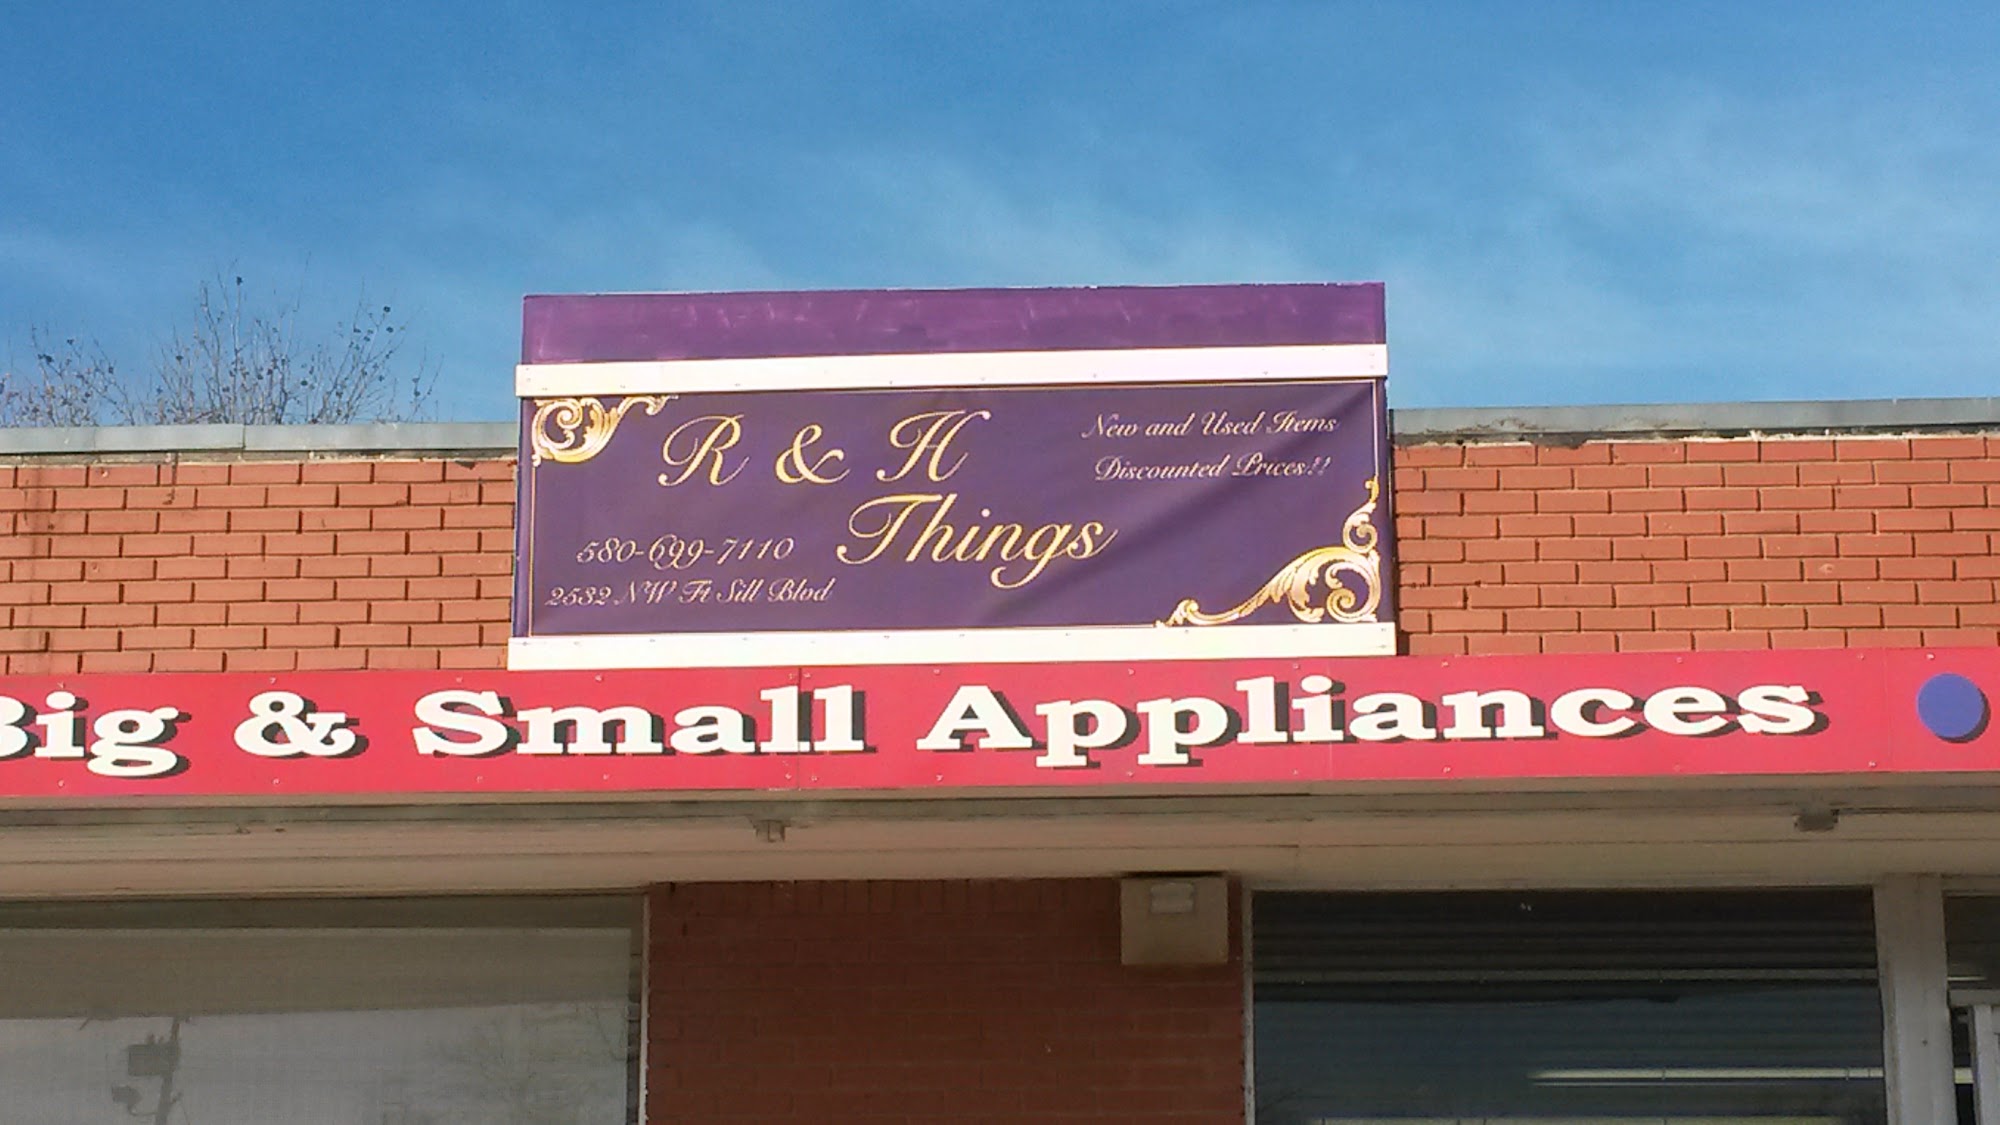 R & H
Things
New and Used Items
Discounted Prices!!
580-699-7110
2532 NW Ft Sill Blvd
Big & Small Appliances